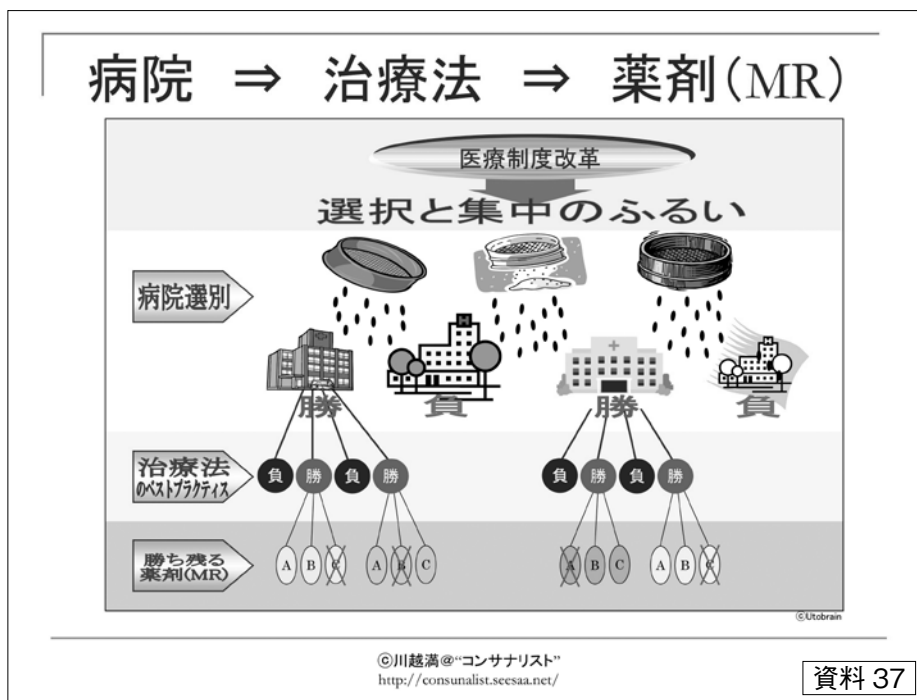 病院 ⇒ 治療法 ⇒ 薬剤(MR)
医療制度改革
選択と集中のふるい
病院選別
H
勝 負 勝 負
治療法
のベストプラクティス
負 勝 負 勝 負 勝 負 勝
勝ち残る
薬剤(MR)
A B C A B C A B C A B C
©Utobrain
©川越満@“コンサナリスト”
http://consunalist.seesaa.net/
資料 37